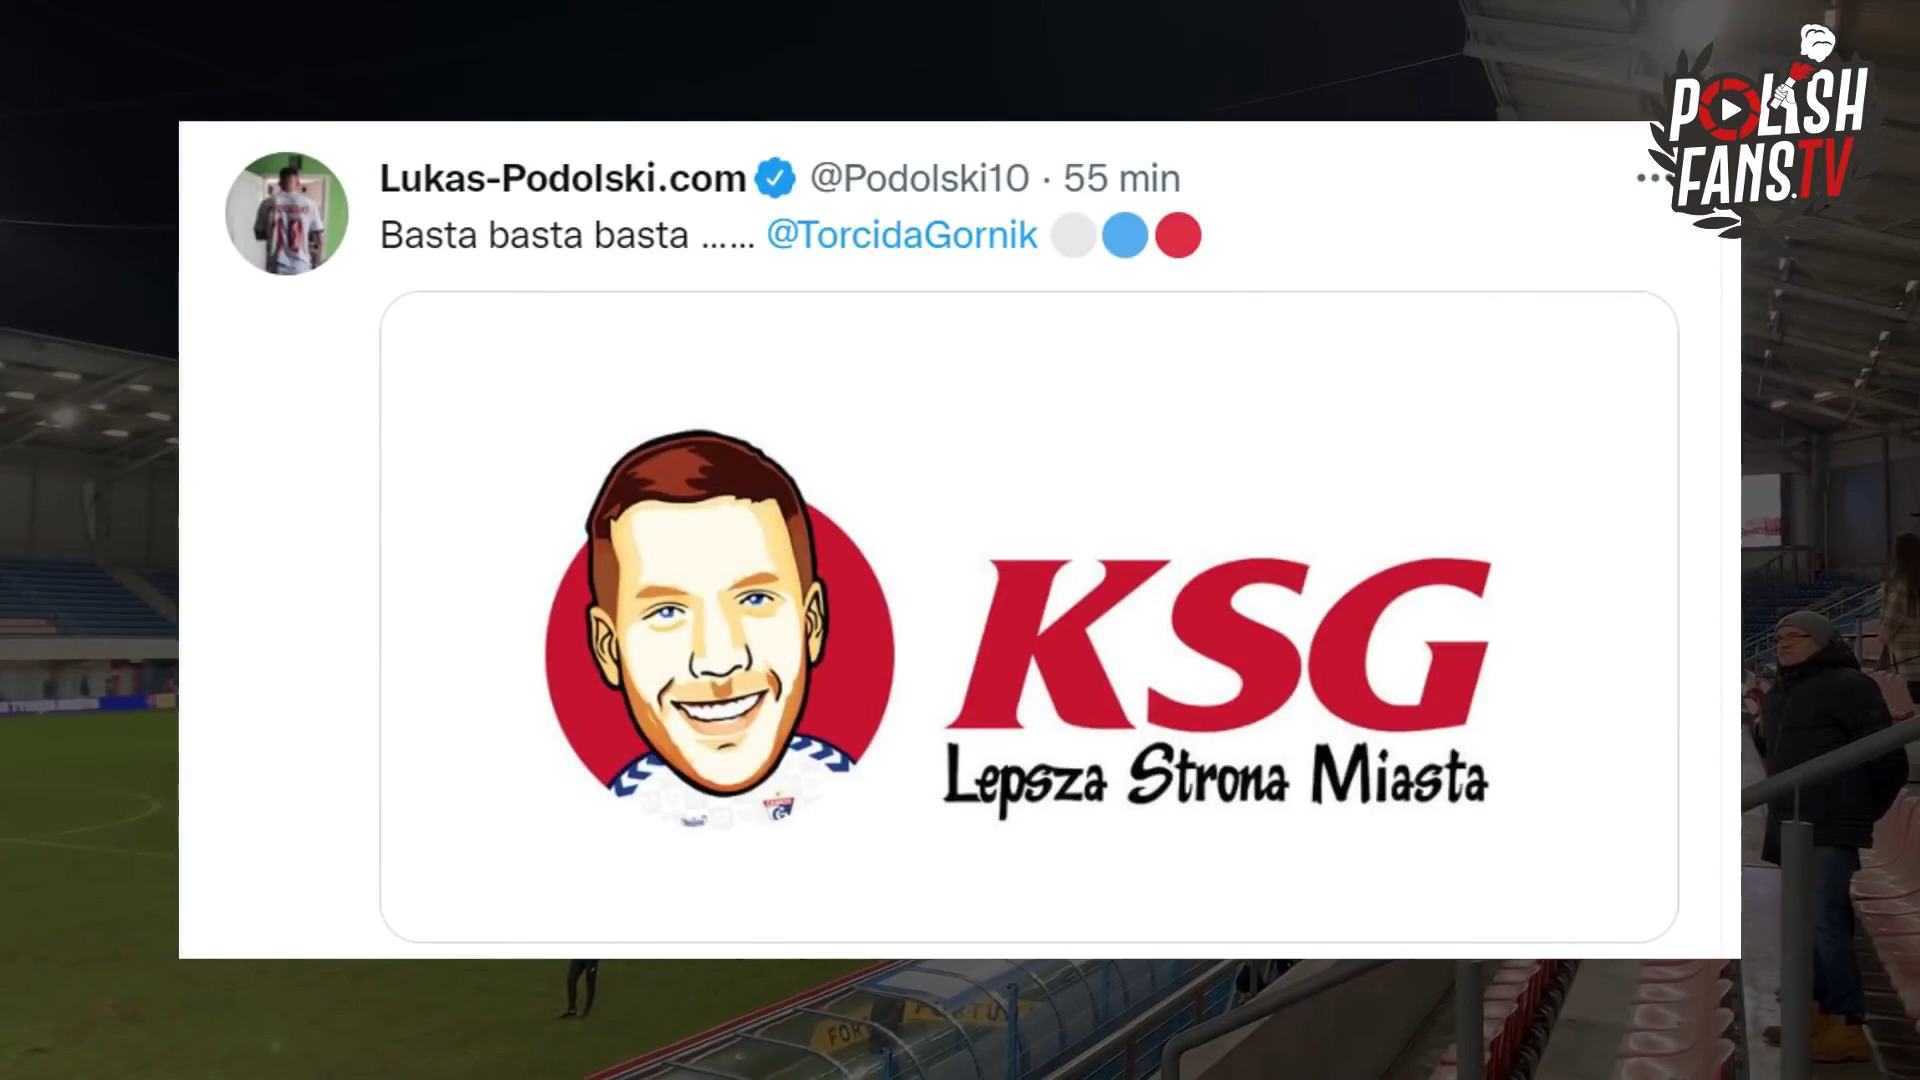 POLISH
FANS.TV
Lukas-Podolski.com @Podolski10 · 55 min
Basta basta basta ...... @TorcidaGornik
KSG
Lepsza Strona Miasta